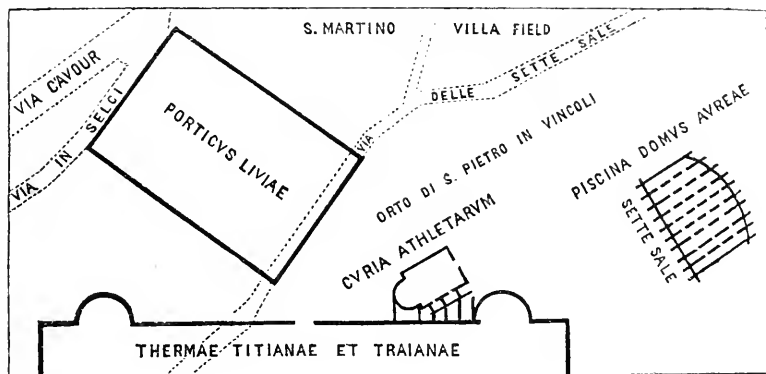 S. MARTINO
VILLA FIELD
VIA CAVOUR
VIA IN SELCI
PORTICVS LIVIAE
VIA DELLE SETTE SALE
ORTO DI S. PIETRO IN VINCOLI
PISCINA DOMVS AVREAE
SETTE SALE
CVRIA ATHLETARVM
THERMAE TITIANAE ET TRAIANAE